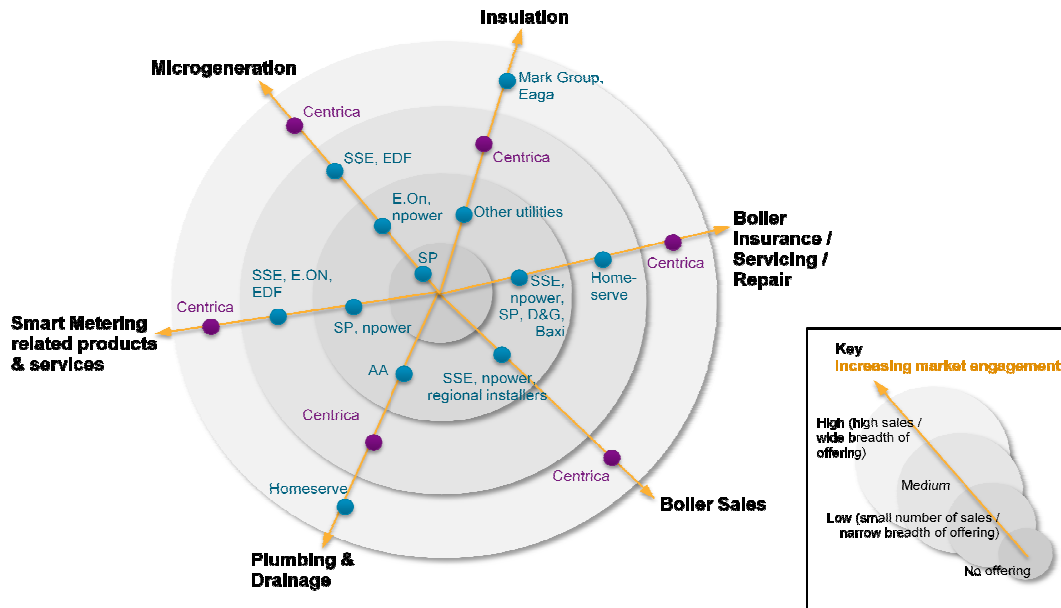 Insulation
Microgeneration
Mark Group,
Eaga
Centrica
Centrica
SSE, EDF
E.On,
npower
Other utilities
Boiler
Insurance /
Servicing /
Repair
SP
Centrica
Home-
serve
SSE,
npower,
SP, D&G,
Baxi
SSE, E.ON,
EDF
Centrica
SP, npower
Smart Metering
related products
& services
AA
SSE, npower,
regional installers
Centrica
Centrica
Homeserve
Boiler Sales
Plumbing &
Drainage
Key
Increasing market engagement
High (high sales /
wide breadth of
offering)
Medium
Low (small number of sales /
narrow breadth of offering)
No offering